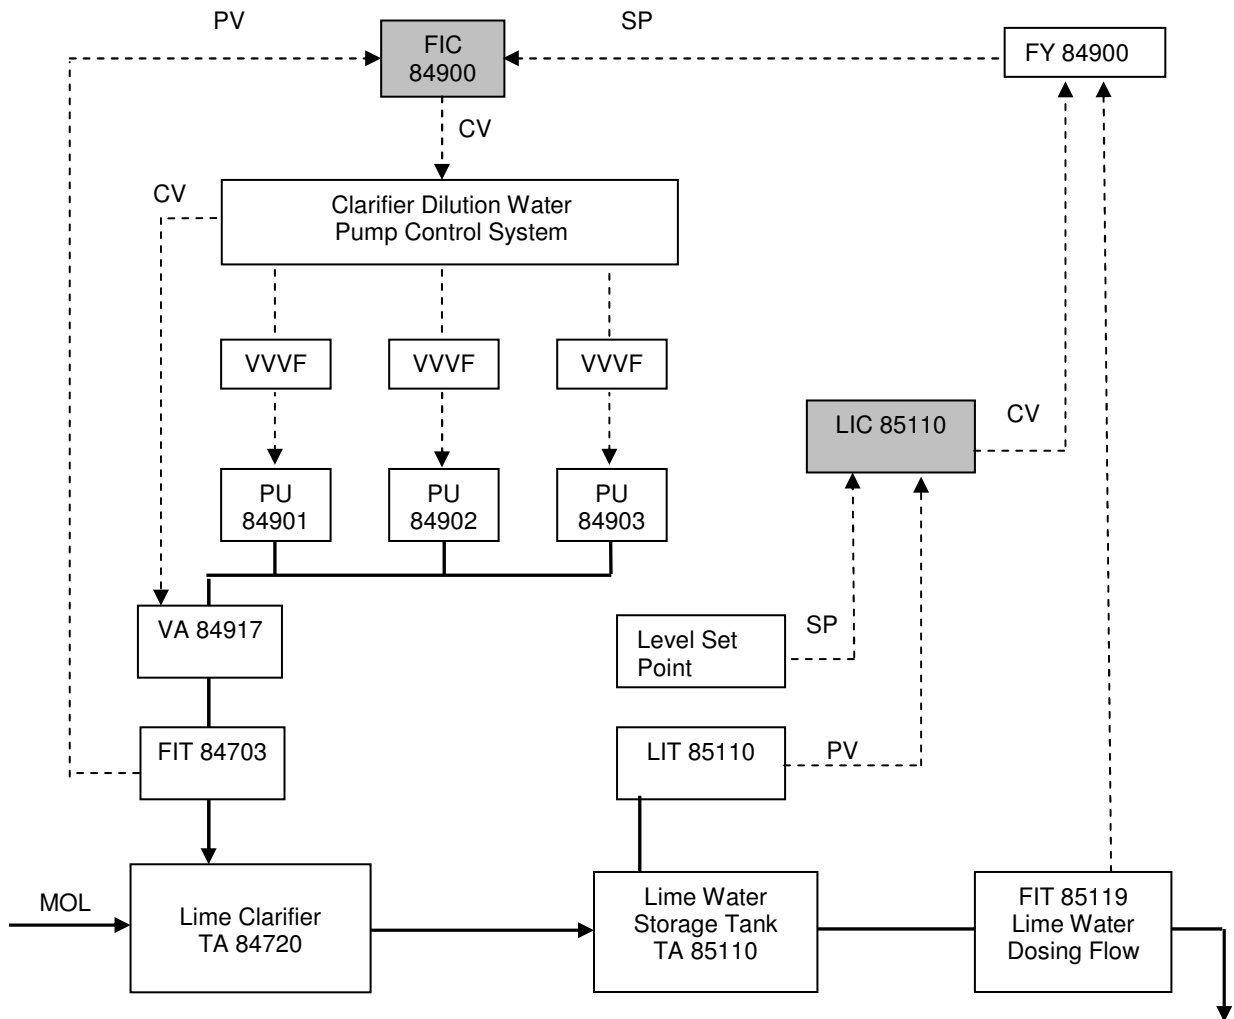 PV
SP
FIC
84900
FY 84900
CV
CV
Clarifier Dilution Water
Pump Control System
VVVF
VVVF
VVVF
LIC 85110
CV
PU
84901
PU
84902
PU
84903
VA 84917
Level Set
Point
SP
FIT 84703
LIT 85110
PV
MOL
Lime Clarifier
TA 84720
Lime Water
Storage Tank
TA 85110
FIT 85119
Lime Water
Dosing Flow